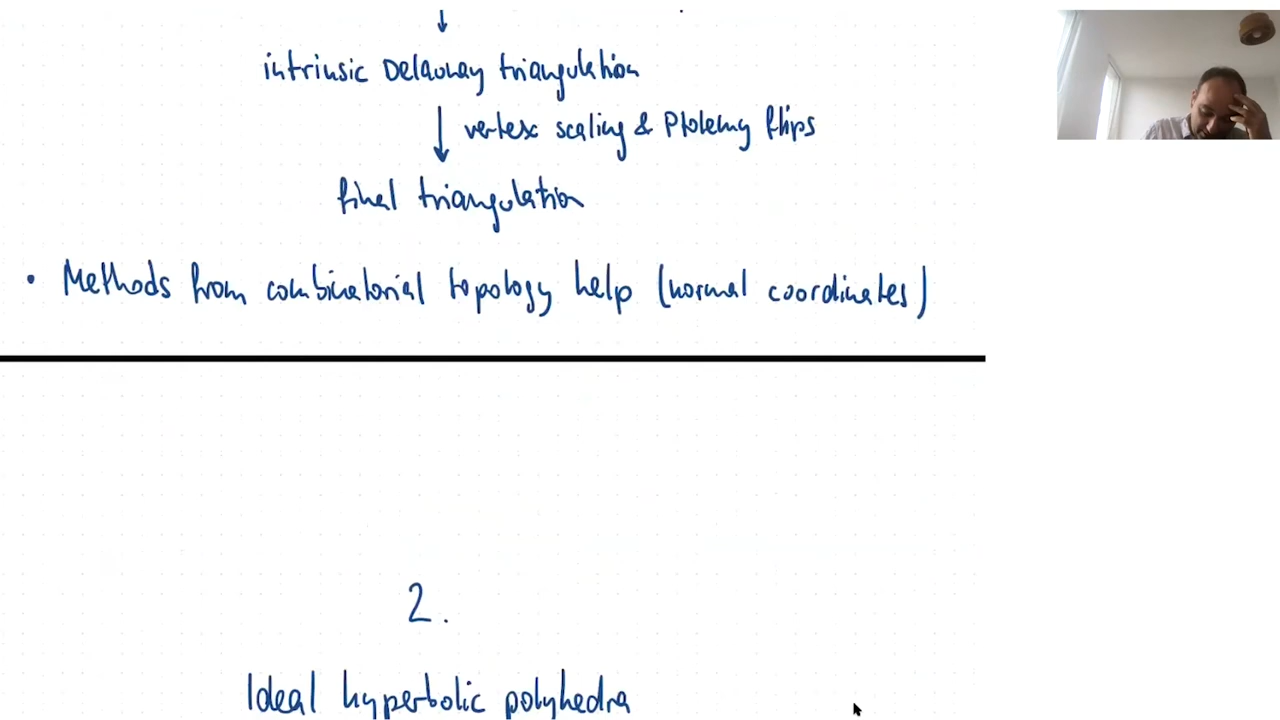 ↓
intrinsic Delaunay triangulation
↓ vertex scaling & Ptolemy flips
final triangulation
• Methods from combinatorial topology help (normal coordinates)
2.
Ideal hyperbolic polyhedra